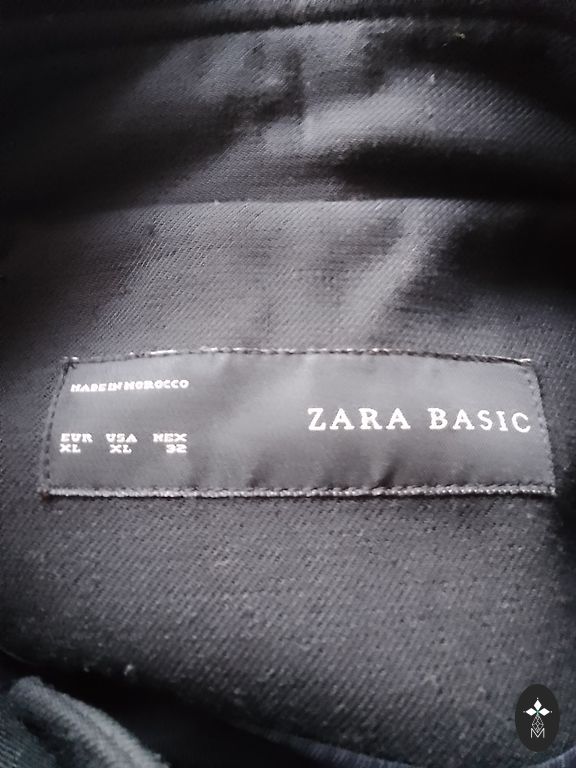 MADE IN MOROCCO
ZARA BASIC
EUR USA MEX
XL XL 32
M